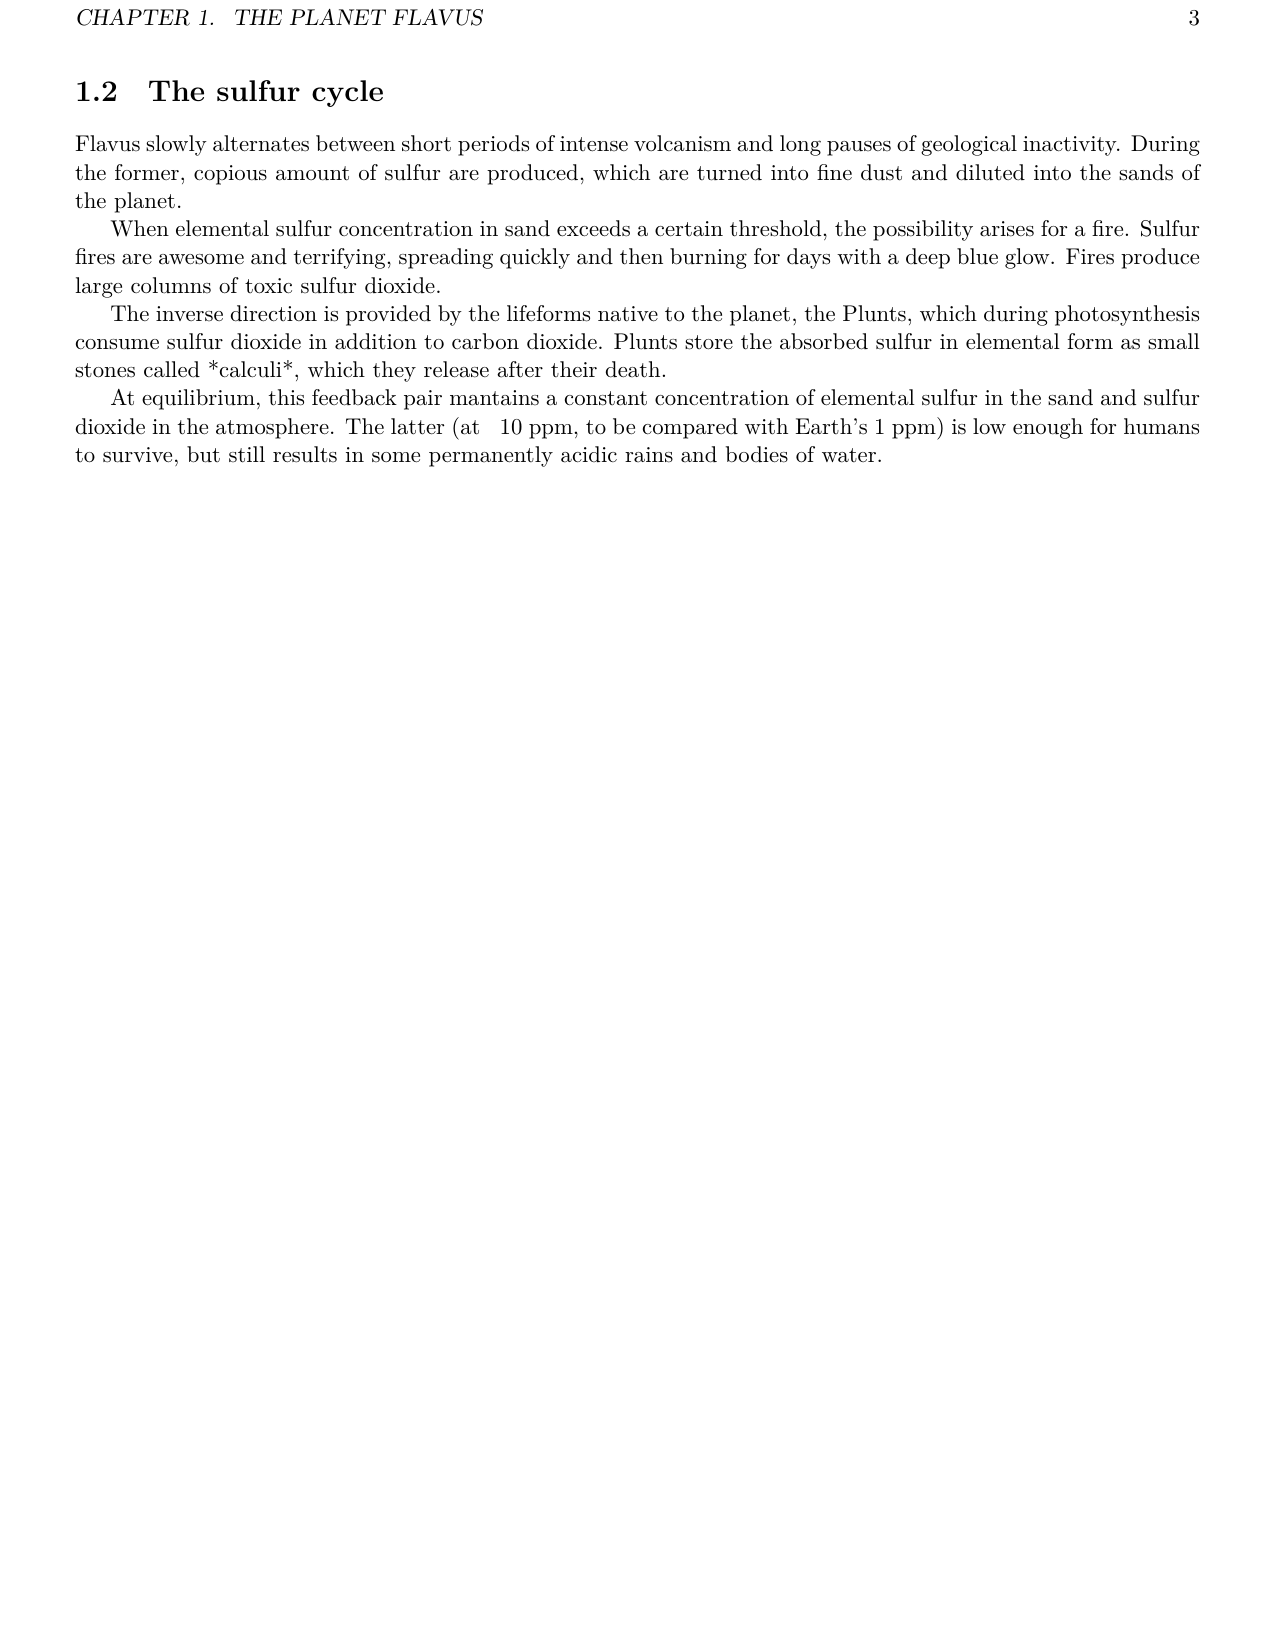 CHAPTER 1. THE PLANET FLAVUS 3
1.2 The sulfur cycle
Flavus slowly alternates between short periods of intense volcanism and long pauses of geological inactivity. During
the former, copious amount of sulfur are produced, which are turned into fine dust and diluted into the sands of
the planet.
When elemental sulfur concentration in sand exceeds a certain threshold, the possibility arises for a fire. Sulfur
fires are awesome and terrifying, spreading quickly and then burning for days with a deep blue glow. Fires produce
large columns of toxic sulfur dioxide.
The inverse direction is provided by the lifeforms native to the planet, the Plunts, which during photosynthesis
consume sulfur dioxide in addition to carbon dioxide. Plunts store the absorbed sulfur in elemental form as small
stones called *calculi*, which they release after their death.
At equilibrium, this feedback pair mantains a constant concentration of elemental sulfur in the sand and sulfur
dioxide in the atmosphere. The latter (at 10 ppm, to be compared with Earth's 1 ppm) is low enough for humans
to survive, but still results in some permanently acidic rains and bodies of water.